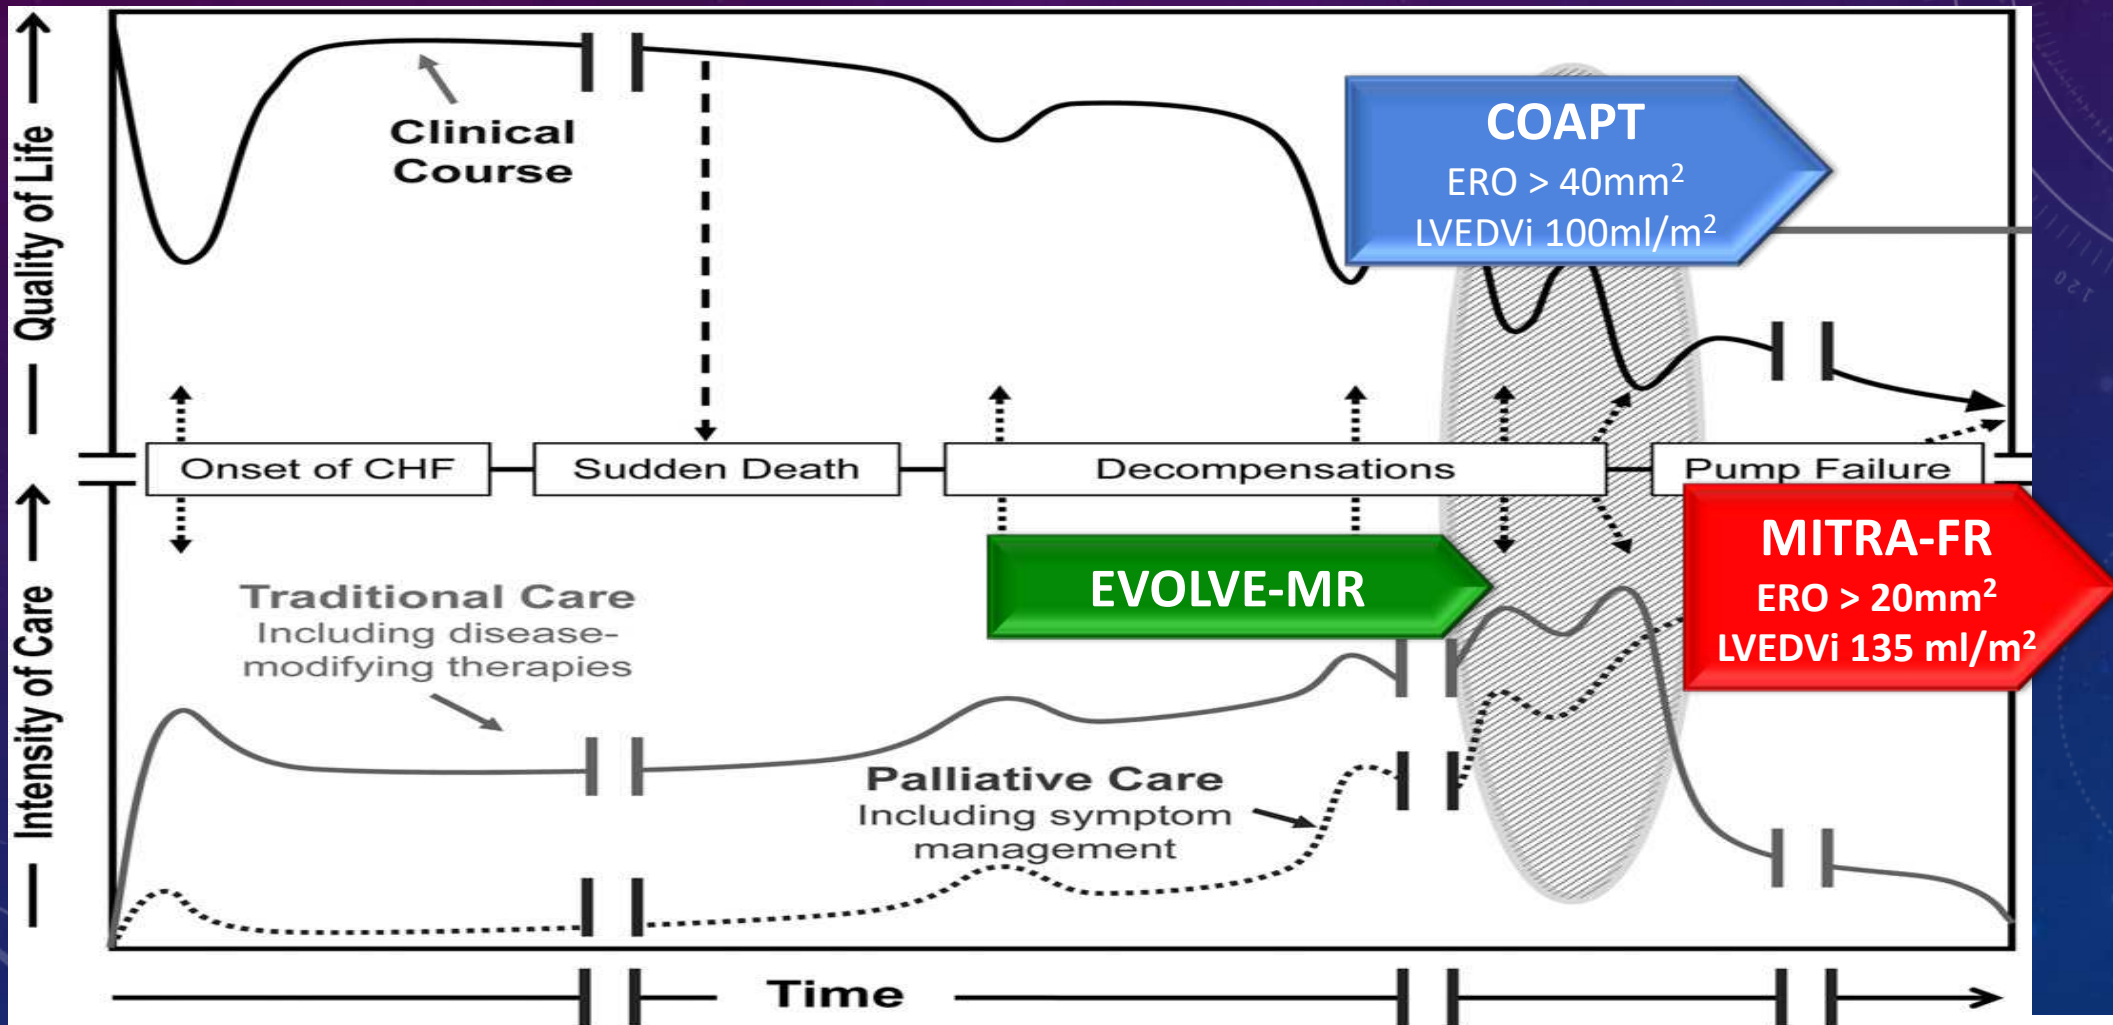 Quality of Life
Clinical
Course
COAPT
ERO > 40mm²
LVEDVi 100ml/m²
120
Onset of CHF
Sudden Death
Decompensations
Pump Failure
Intensity of Care
EVOLVE-MR
MITRA-FR
ERO > 20mm²
LVEDVi 135 ml/m²
Traditional Care
Including disease-
modifying therapies
Palliative Care
Including symptom
management
Time